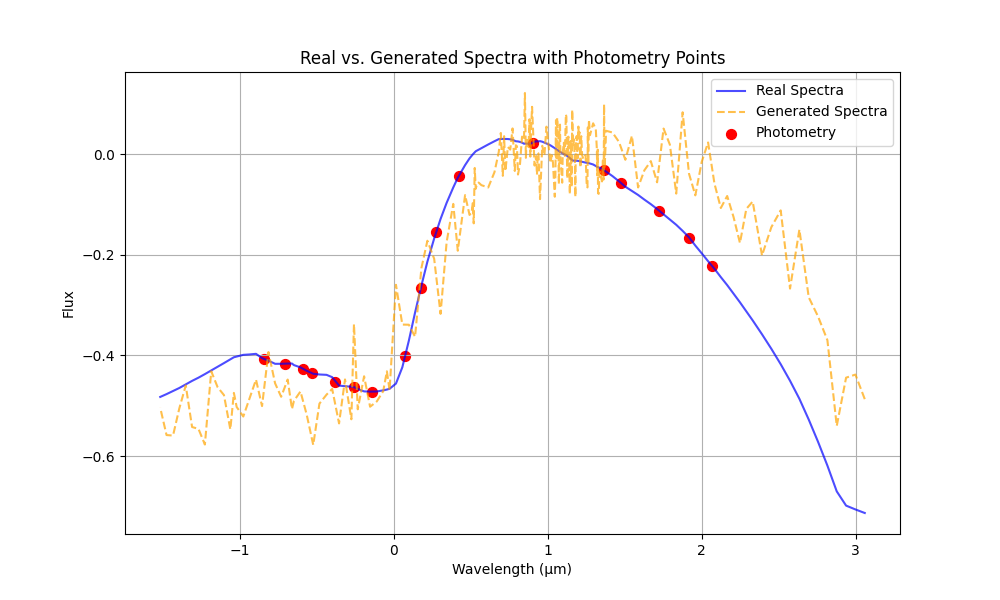 Real vs. Generated Spectra with Photometry Points
Real Spectra
Generated Spectra
Photometry
Flux
0.0
−0.2
−0.4
−0.6
−1
0
1
2
3
Wavelength (μm)